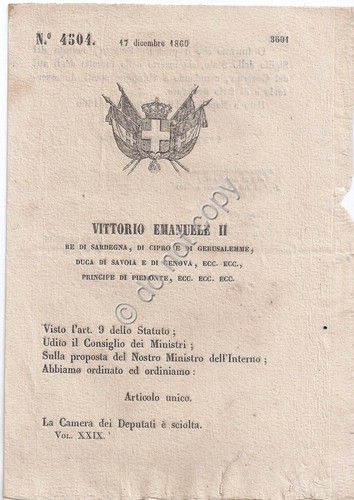 N.º 4504.
17 dicembre 1860
3601
VITTORIO EMANUELE II
RE DI SARDEGNA, DI CIPRO E DI GERUSALEMME,
DUCA DI SAVOIA E DI GENOVA, ECC. ECC.,
PRINCIPE DI PIEMONTE, ECC. ECC. ECC.
Visto l'art. 9 dello Statuto;
Udito il Consiglio dei Ministri;
Sulla proposta del Nostro Ministro dell'Interno;
Abbiamo ordinato ed ordiniamo:
Articolo unico.
La Camera dei Deputati è sciolta.
VOL. XXIX.
© do not copy